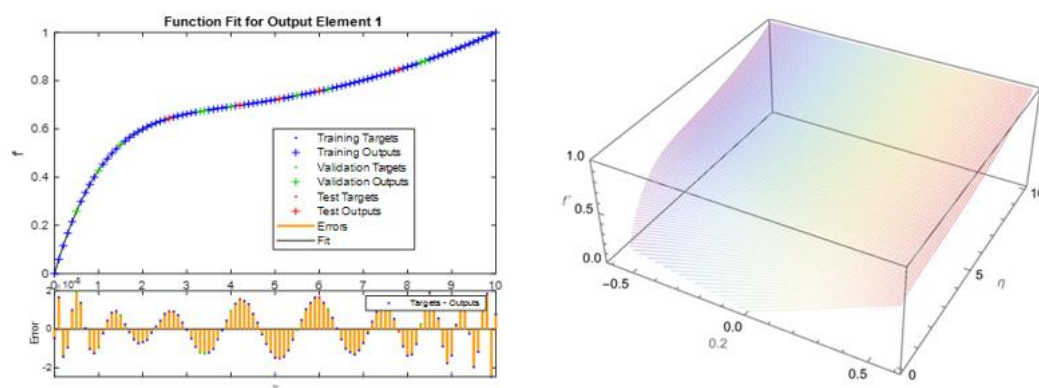 Function Fit for Output Element 1
1
0.8
0.6
0.4
0.2
0
f
Training Targets
Training Outputs
Validation Targets
Validation Outputs
Test Targets
Test Outputs
Errors
Fit
0 1 2 3 4 5 6 7 8 9 10
2
0
-2
Error
Targets - Outputs
1.0
0.5
0.0
f'
-0.5
0.0
0.5
0.2
0
5
10
η